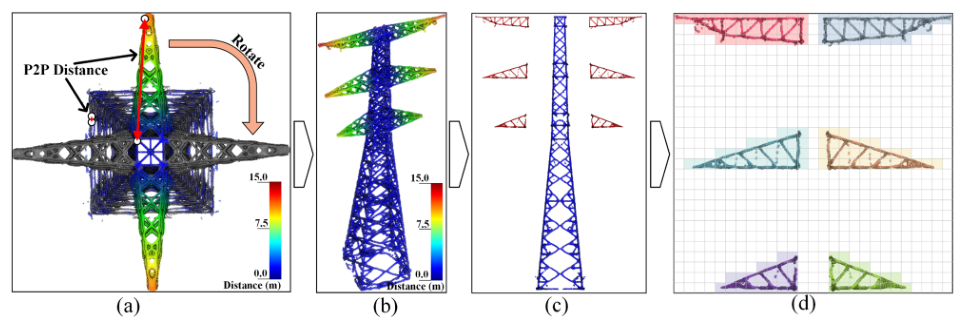 P2P Distance
Rotate
15.0
7.5
0.0
Distance (m)
(a)
15.0
7.5
0.0
Distance (m)
(b)
(c)
(d)